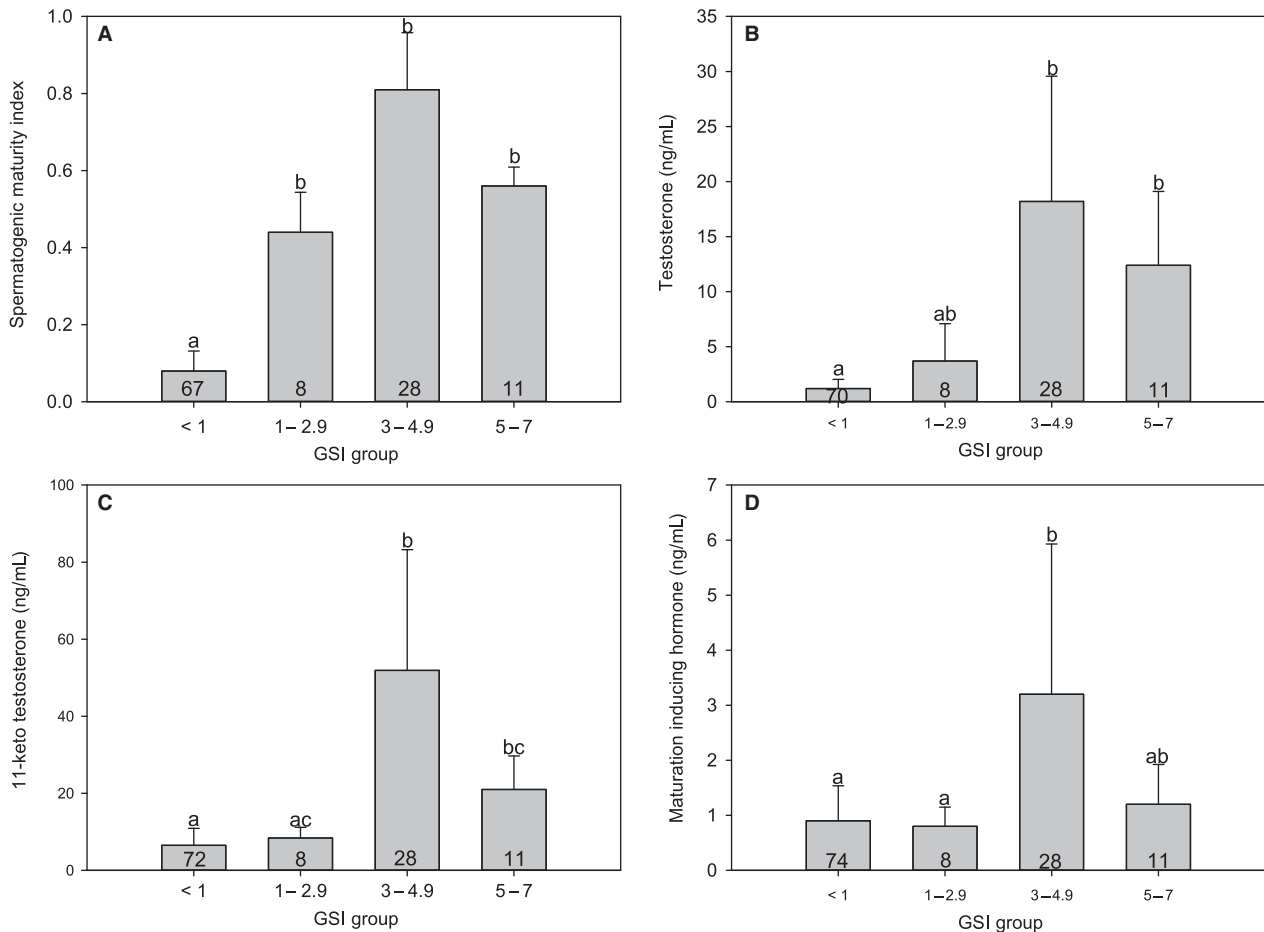 A
Spermatogenic maturity index
1.0
0.8
0.6
0.4
0.2
0.0
a
b
b
b
67
8
28
11
< 1
1–2.9
3–4.9
5–7
GSI group
B
Testosterone (ng/mL)
35
30
25
20
15
10
5
0
a
ab
b
b
70
8
28
11
< 1
1–2.9
3–4.9
5–7
GSI group
C
11-keto testosterone (ng/mL)
100
80
60
40
20
0
a
ac
b
bc
72
8
28
11
< 1
1–2.9
3–4.9
5–7
GSI group
D
Maturation inducing hormone (ng/mL)
7
6
5
4
3
2
1
0
a
a
b
ab
74
8
28
11
< 1
1–2.9
3–4.9
5–7
GSI group